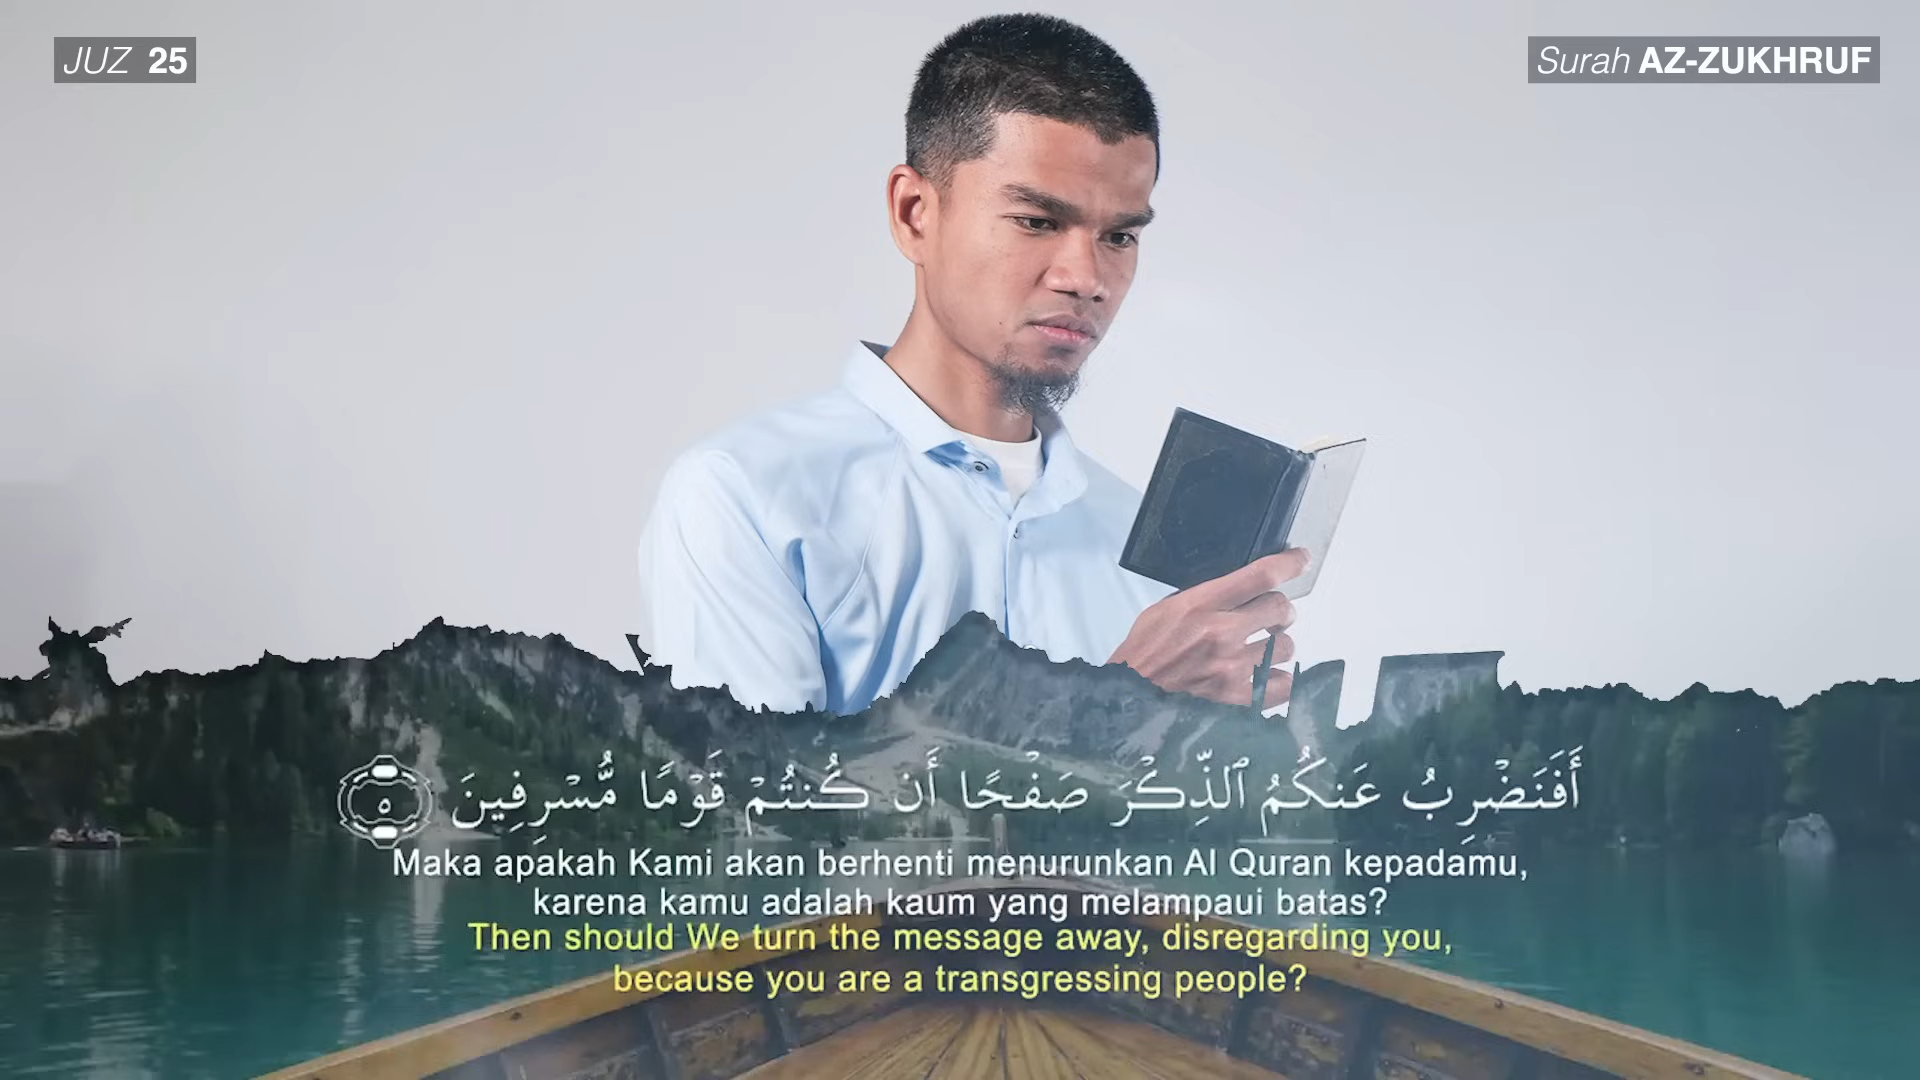 JUZ 25
Surah AZ-ZUKHRUF
أَفَنَضْرِبُ عَنكُمُ ٱلذِّكْرَ صَفْحًا أَن كُنتُمْ قَوْمًا مُّسْرِفِينَ ٥
Maka apakah Kami akan berhenti menurunkan Al Quran kepadamu,
karena kamu adalah kaum yang melampaui batas?
Then should We turn the message away, disregarding you,
because you are a transgressing people?